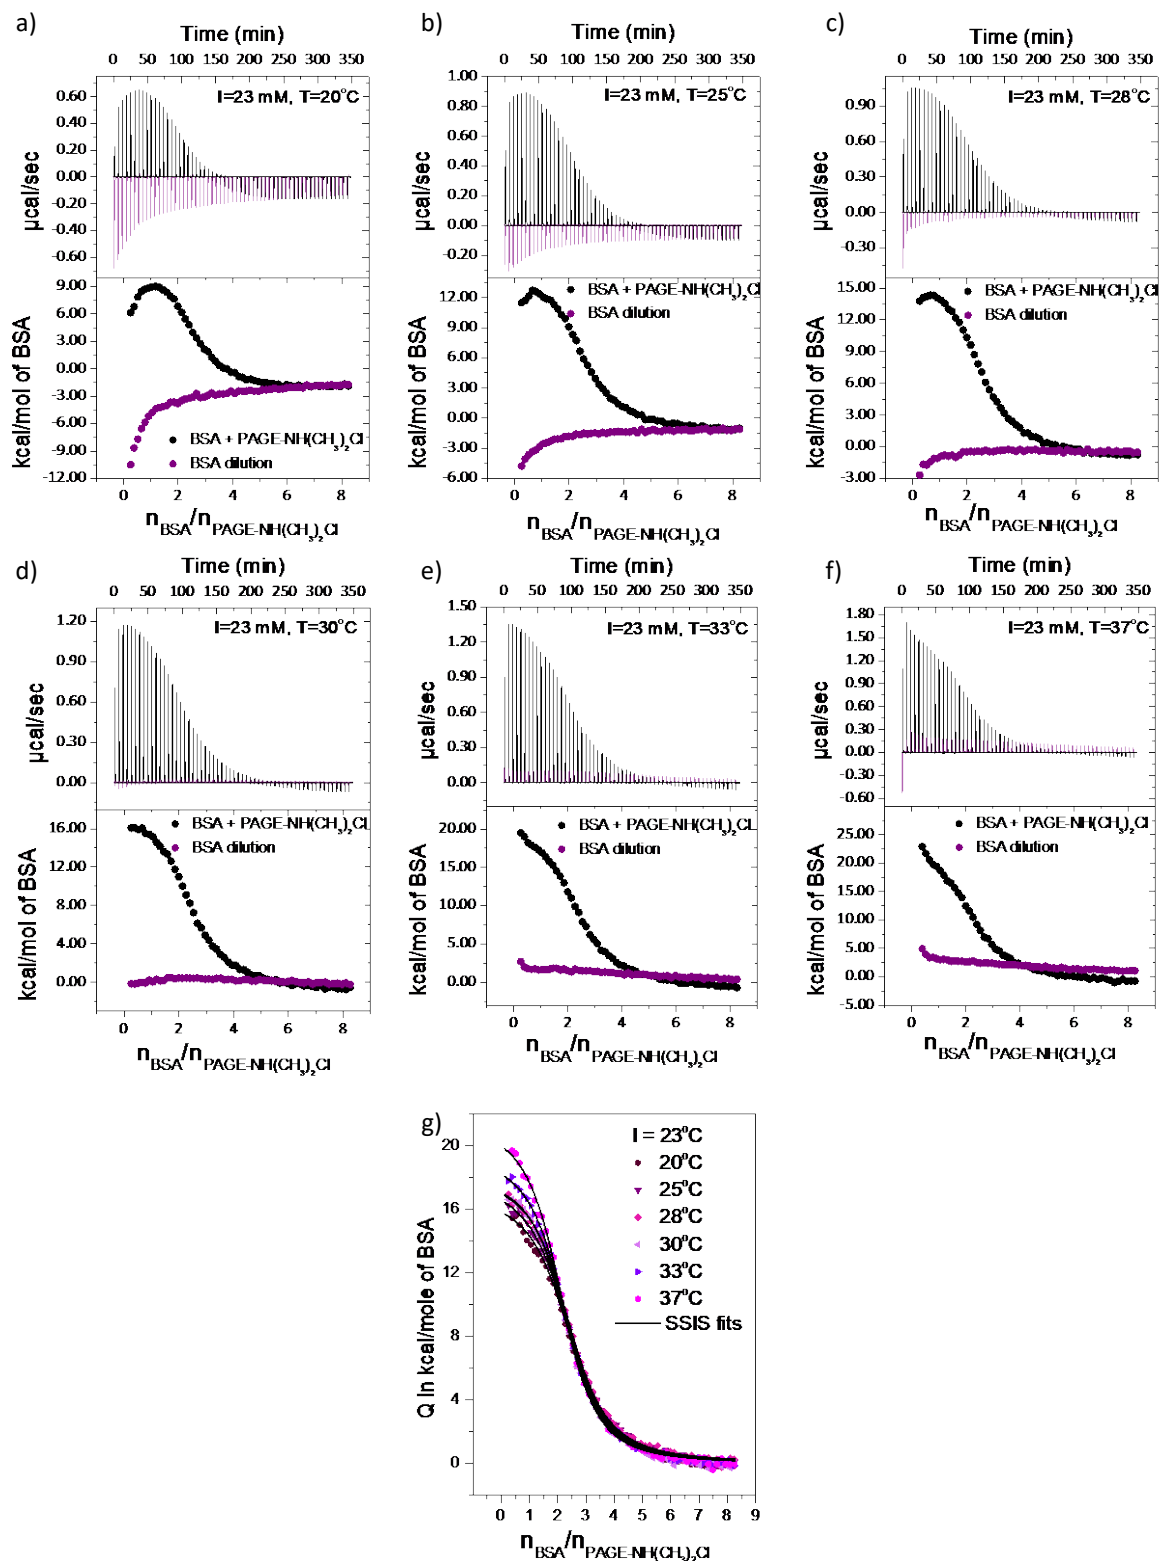 a)
Time (min)
0 50 100 150 200 250 300 350
I=23 mM, T=20°C
0.60
0.40
0.20
0.00
-0.20
-0.40
-0.60
µcal/sec
9.00
6.00
3.00
0.00
-3.00
-6.00
-9.00
-12.00
kcal/mol of BSA
BSA + PAGE-NH(CH₃)₂Cl
BSA dilution
0 2 4 6 8
n_BSA/n_PAGE-NH(CH₃)₂Cl
b)
Time (min)
0 50 100 150 200 250 300 350
1.00
I=23 mM, T=25°C
0.80
0.60
0.40
0.20
0.00
-0.20
µcal/sec
BSA + PAGE-NH(CH₃)₂Cl
BSA dilution
12.00
9.00
6.00
3.00
0.00
-3.00
-6.00
kcal/mol of BSA
0 2 4 6 8
n_BSA/n_PAGE-NH(CH₃)₂Cl
c)
Time (min)
0 50 100 150 200 250 300 350
I=23 mM, T=28°C
0.90
0.60
0.30
0.00
-0.30
µcal/sec
15.00
BSA + PAGE-NH(CH₃)₂Cl
BSA dilution
12.00
9.00
6.00
3.00
0.00
-3.00
kcal/mol of BSA
0 2 4 6 8
n_BSA/n_PAGE-NH(CH₃)₂Cl
d)
Time (min)
0 50 100 150 200 250 300 350
I=23 mM, T=30°C
1.20
0.90
0.60
0.30
0.00
µcal/sec
16.00
BSA + PAGE-NH(CH₃)₂Cl
BSA dilution
12.00
8.00
4.00
0.00
kcal/mol of BSA
0 2 4 6 8
n_BSA/n_PAGE-NH(CH₃)₂Cl
e)
Time (min)
0 50 100 150 200 250 300 350
1.50
I=23 mM, T=33°C
1.20
0.90
0.60
0.30
0.00
µcal/sec
20.00
BSA + PAGE-NH(CH₃)₂Cl
BSA dilution
15.00
10.00
5.00
0.00
kcal/mol of BSA
0 2 4 6 8
n_BSA/n_PAGE-NH(CH₃)₂Cl
f)
Time (min)
0 50 100 150 200 250 300 350
1.80
I=23 mM, T=37°C
1.50
1.20
0.90
0.60
0.30
0.00
-0.30
-0.60
µcal/sec
25.00
BSA + PAGE-NH(CH₃)₂Cl
BSA dilution
20.00
15.00
10.00
5.00
0.00
-5.00
kcal/mol of BSA
0 2 4 6 8
n_BSA/n_PAGE-NH(CH₃)₂Cl
g)
I = 23°C
20°C
25°C
28°C
30°C
33°C
37°C
SSIS fits
20
16
12
8
4
0
Q In kcal/mole of BSA
0 1 2 3 4 5 6 7 8 9
n_BSA/n_PAGE-NH(CH₃)₂Cl